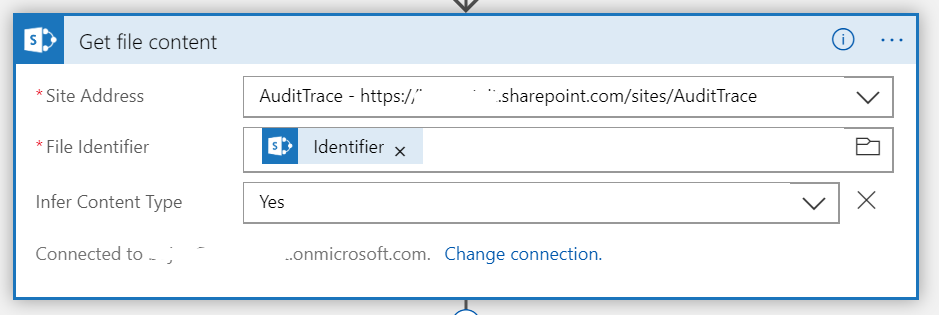 Get file content
* Site Address
AuditTrace - https:// .sharepoint.com/sites/AuditTrace
* File Identifier
Identifier ×
Infer Content Type
Yes
Connected to .onmicrosoft.com. Change connection.